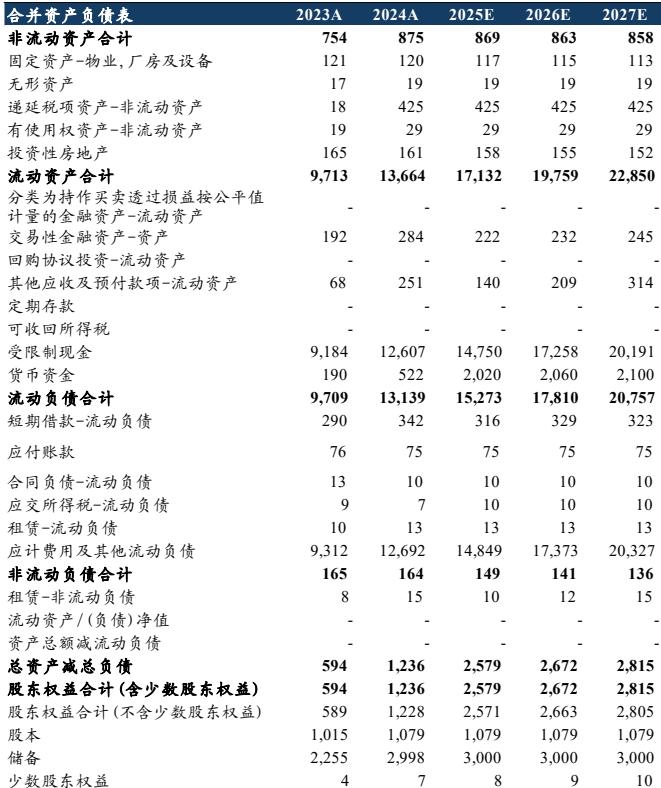 合并资产负债表 2023A 2024A 2025E 2026E 2027E
非流动资产合计 754 875 869 863 858
固定资产-物业,厂房及设备 121 120 117 115 113
无形资产 17 19 19 19 19
递延税项资产-非流动资产 18 425 425 425 425
有使用权资产-非流动资产 19 29 29 29 29
投资性房地产 165 161 158 155 152
流动资产合计 9,713 13,664 17,132 19,759 22,850
分类为持作买卖透过损益按公平值
计量的金融资产-流动资产 - - - - -
交易性金融资产-资产 192 284 222 232 245
回购协议投资-流动资产 - - - - -
其他应收及预付款项-流动资产 68 251 140 209 314
定期存款 - - - - -
可收回所得税 - - - - -
受限制现金 9,184 12,607 14,750 17,258 20,191
货币资金 190 522 2,020 2,060 2,100
流动负债合计 9,709 13,139 15,273 17,810 20,757
短期借款-流动负债 290 342 316 329 323
应付账款 76 75 75 75 75
合同负债-流动负债 13 10 10 10 10
应交所得税-流动负债 9 7 10 10 10
租赁-流动负债 10 13 13 13 13
应计费用及其他流动负债 9,312 12,692 14,849 17,373 20,327
非流动负债合计 165 164 149 141 136
租赁-非流动负债 8 15 10 12 15
流动资产/(负债)净值 - - - - -
资产总额减流动负债 - - - - -
总资产减总负债 594 1,236 2,579 2,672 2,815
股东权益合计(含少数股东权益) 594 1,236 2,579 2,672 2,815
股东权益合计(不含少数股东权益) 589 1,228 2,571 2,663 2,805
股本 1,015 1,079 1,079 1,079 1,079
储备 2,255 2,998 3,000 3,000 3,000
少数股东权益 4 7 8 9 10